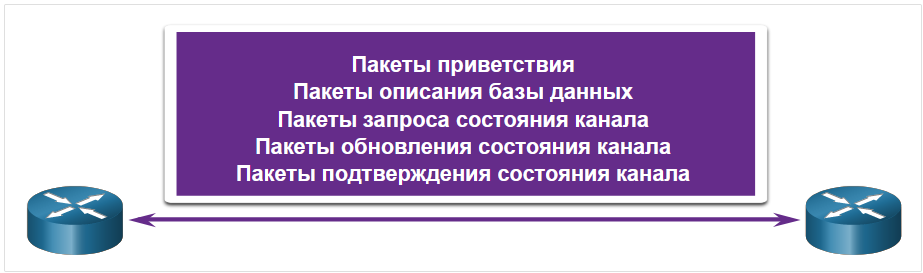 Пакеты приветствия
Пакеты описания базы данных
Пакеты запроса состояния канала
Пакеты обновления состояния канала
Пакеты подтверждения состояния канала